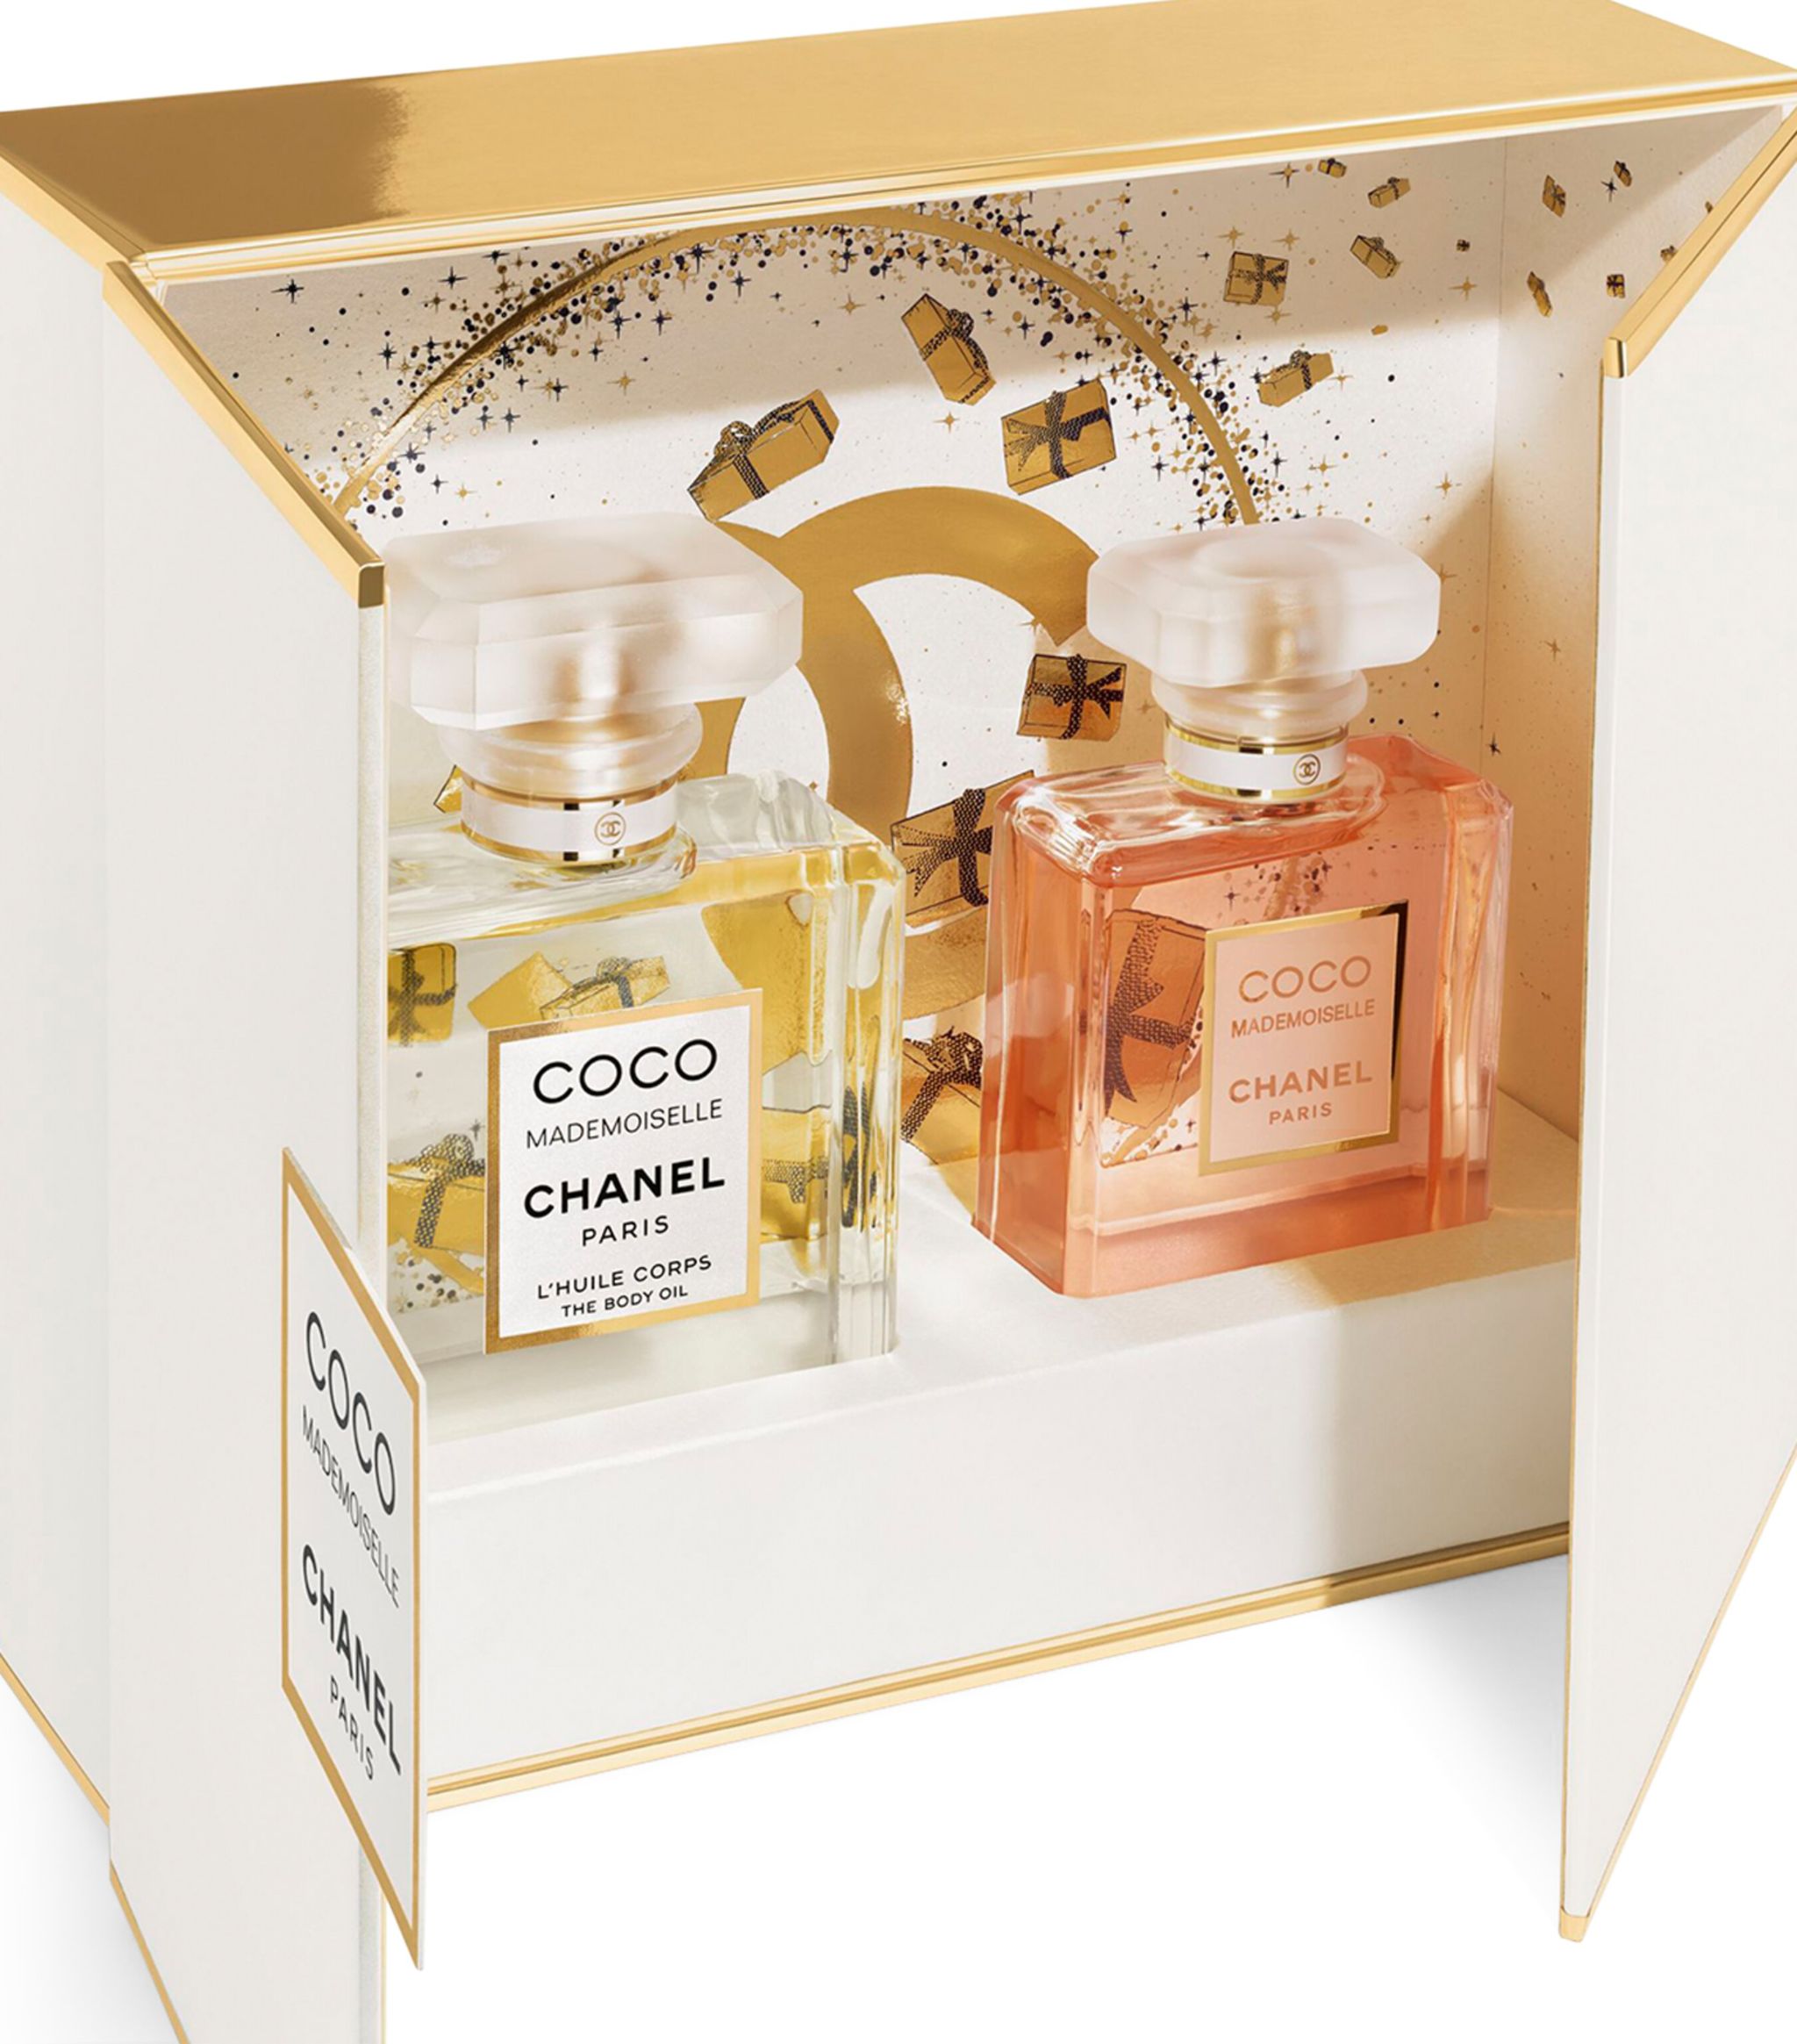 COCO
MADEMOISELLE
CHANEL
PARIS
L'HUILE CORPS
THE BODY OIL
COCO
MADEMOISELLE
CHANEL
PARIS
COCO
MADEMOISELLE
CHANEL
PARIS